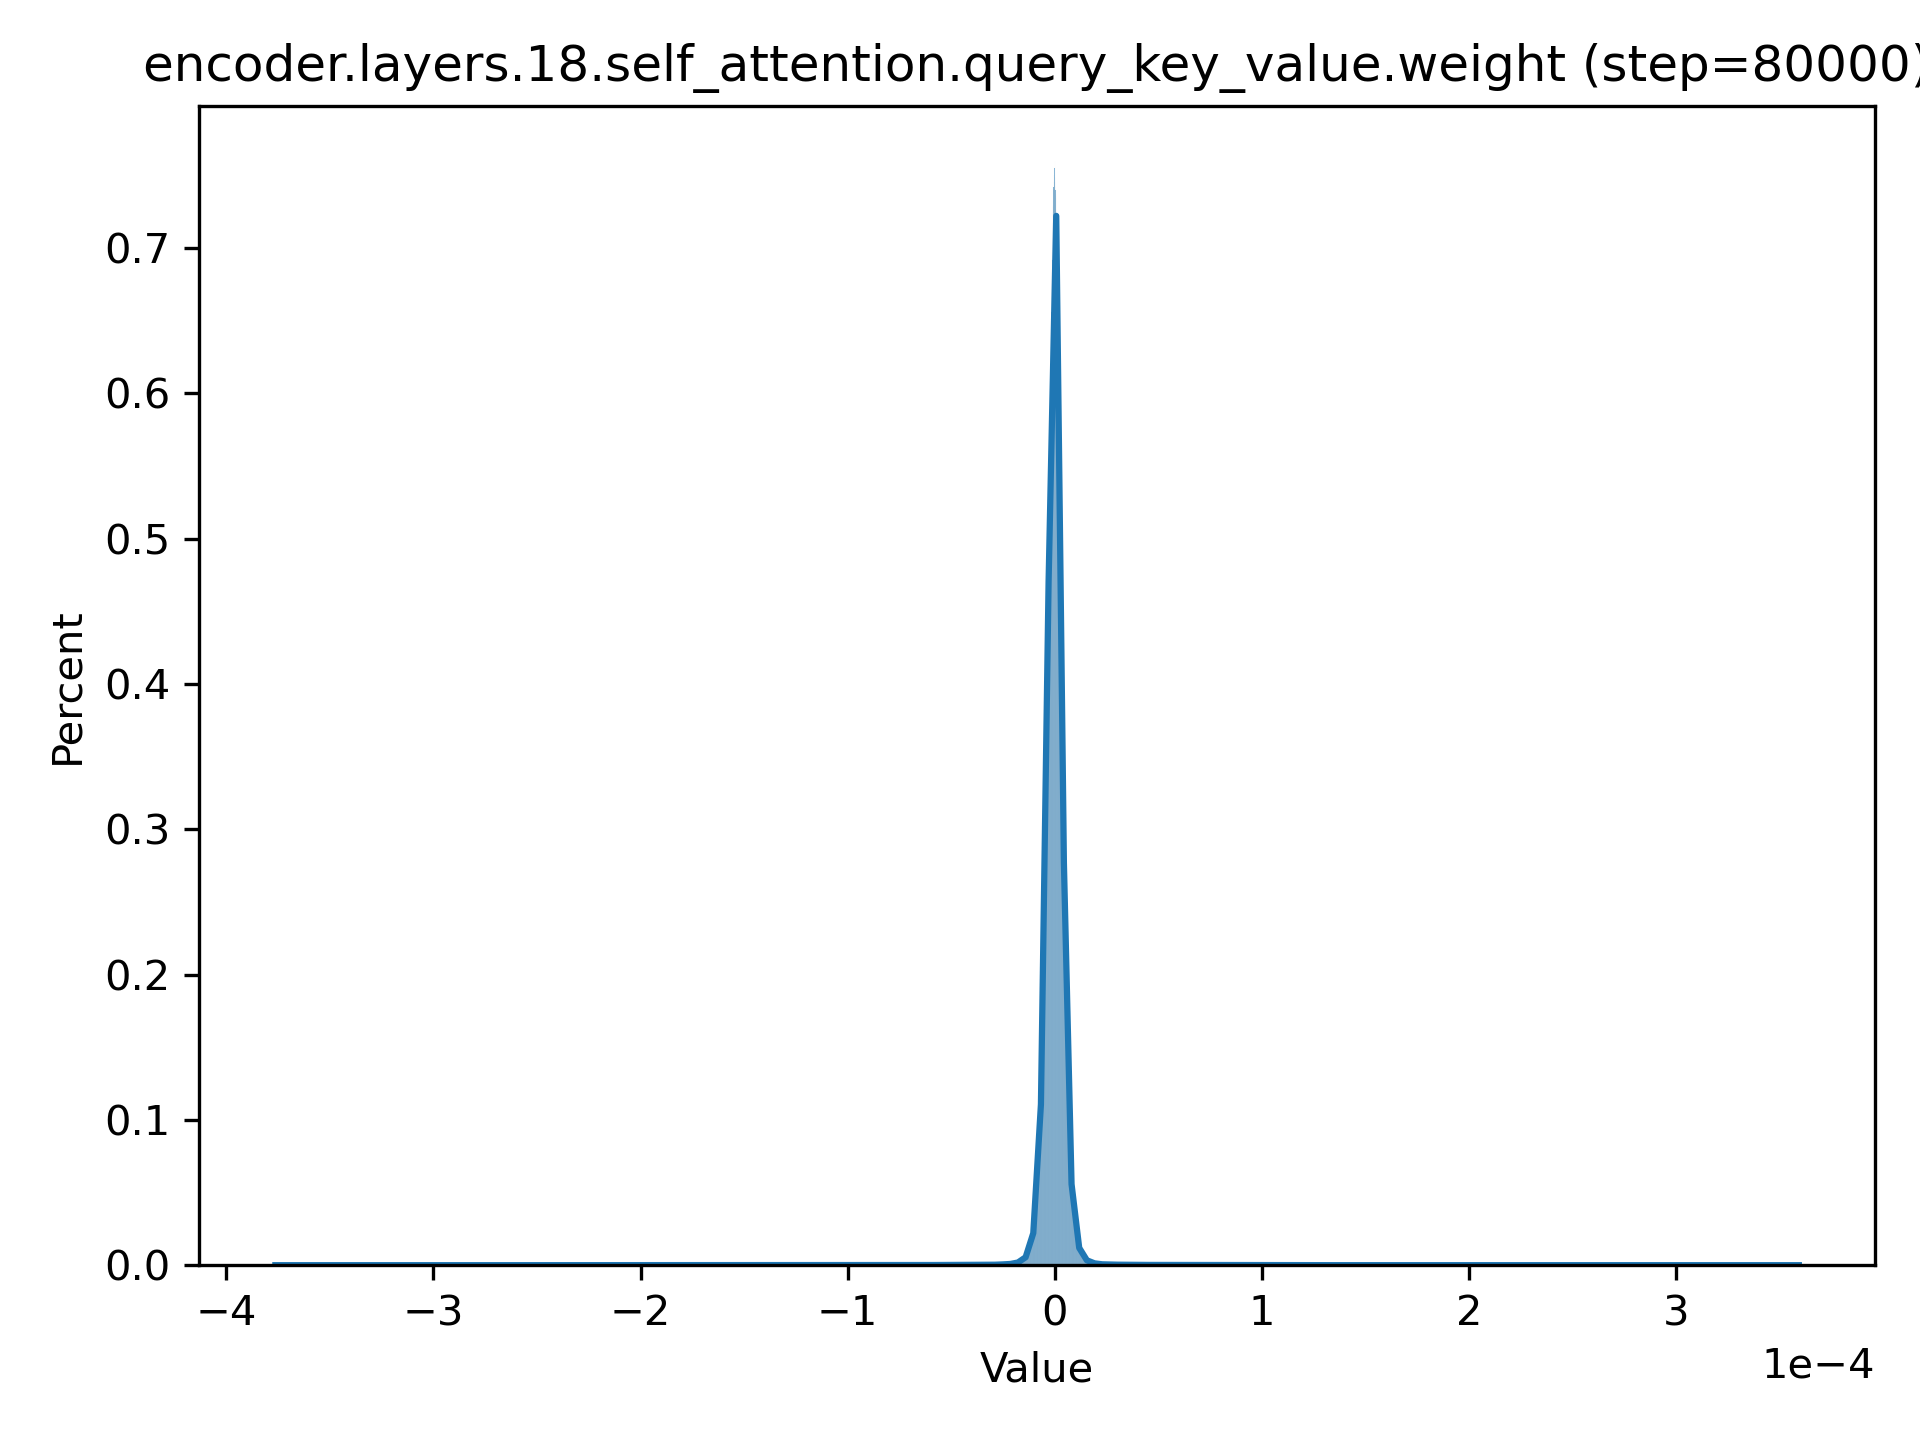 encoder.layers.18.self_attention.query_key_value.weight (step=80000)
Percent
0.7
0.6
0.5
0.4
0.3
0.2
0.1
0.0
−4 −3 −2 −1 0 1 2 3
1e−4
Value